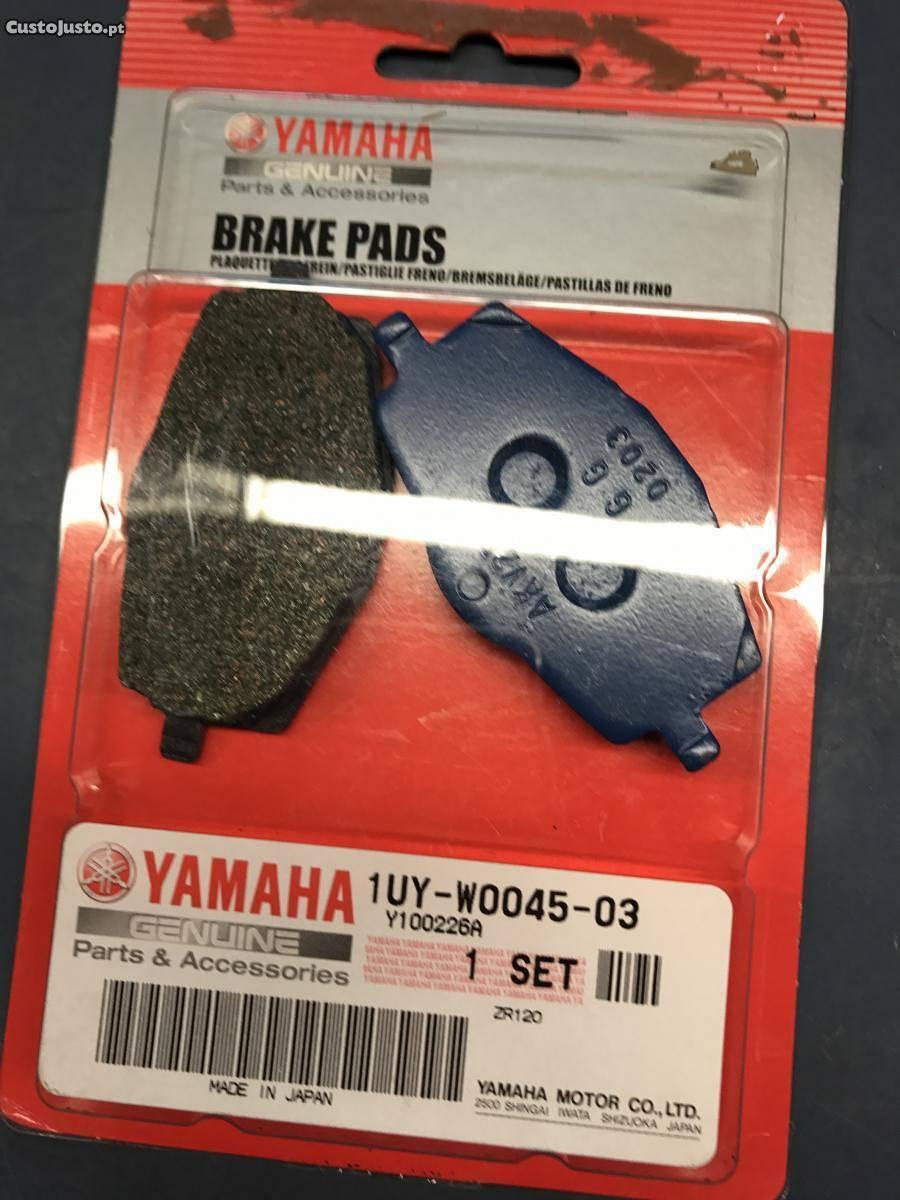 CustoJusto.pt
YAMAHA
GENUINE
Parts & Accessories
BRAKE PADS
FREIN/PASTIGLIE FRENO/BREMSBELÄGE/PASTILLAS DE FRENO
G G
0203
YAMAHA
GENUINE
Parts & Accessories
1UY-W0045-03
Y100226A
1 SET
ZR120
MADE IN JAPAN
YAMAHA MOTOR CO., LTD.
2500 SHINGAI IWATA SHIZUOKA JAPAN